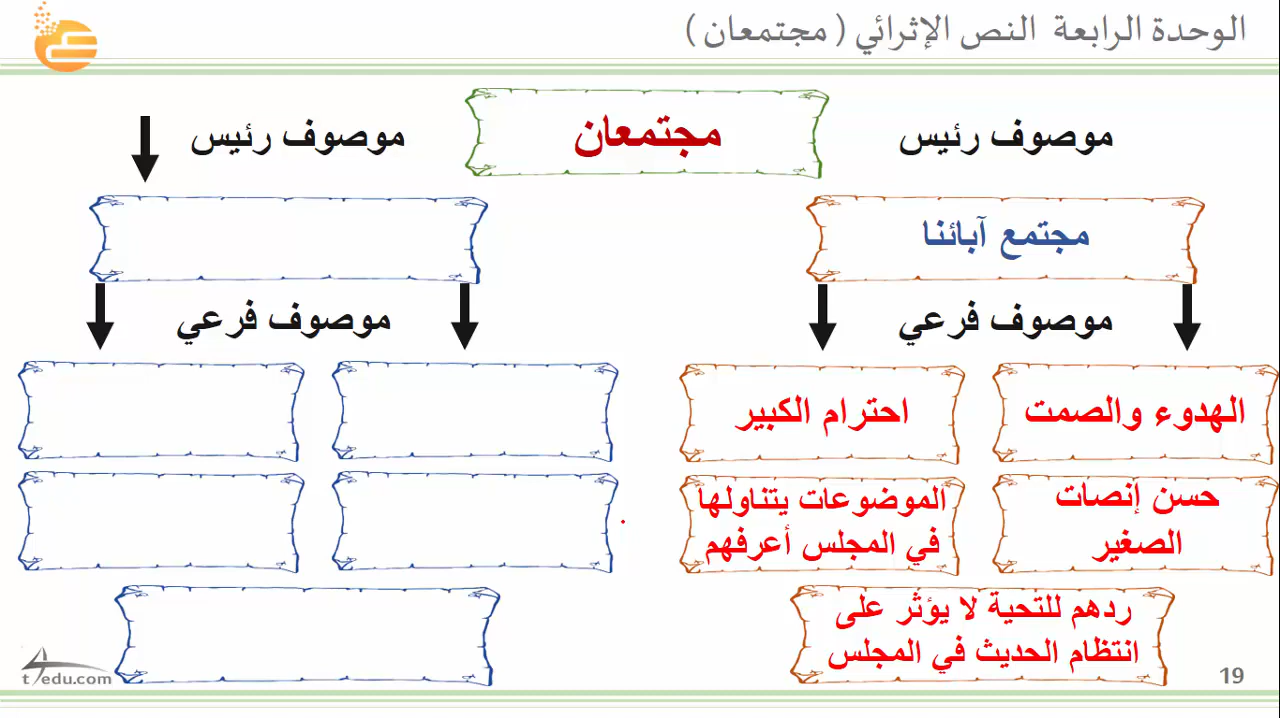 الوحدة الرابعة النص الإثرائي ( مجتمعان )
مجتمعان
موصوف رئيس
موصوف رئيس
مجتمع آبائنا
موصوف فرعي
موصوف فرعي
الهدوء والصمت
احترام الكبير
حسن إنصات
الصغير
الموضوعات يتناولها
في المجلس أعرفهم
ردهم للتحية لا يؤثر على
انتظام الحديث في المجلس
t4edu.com
19